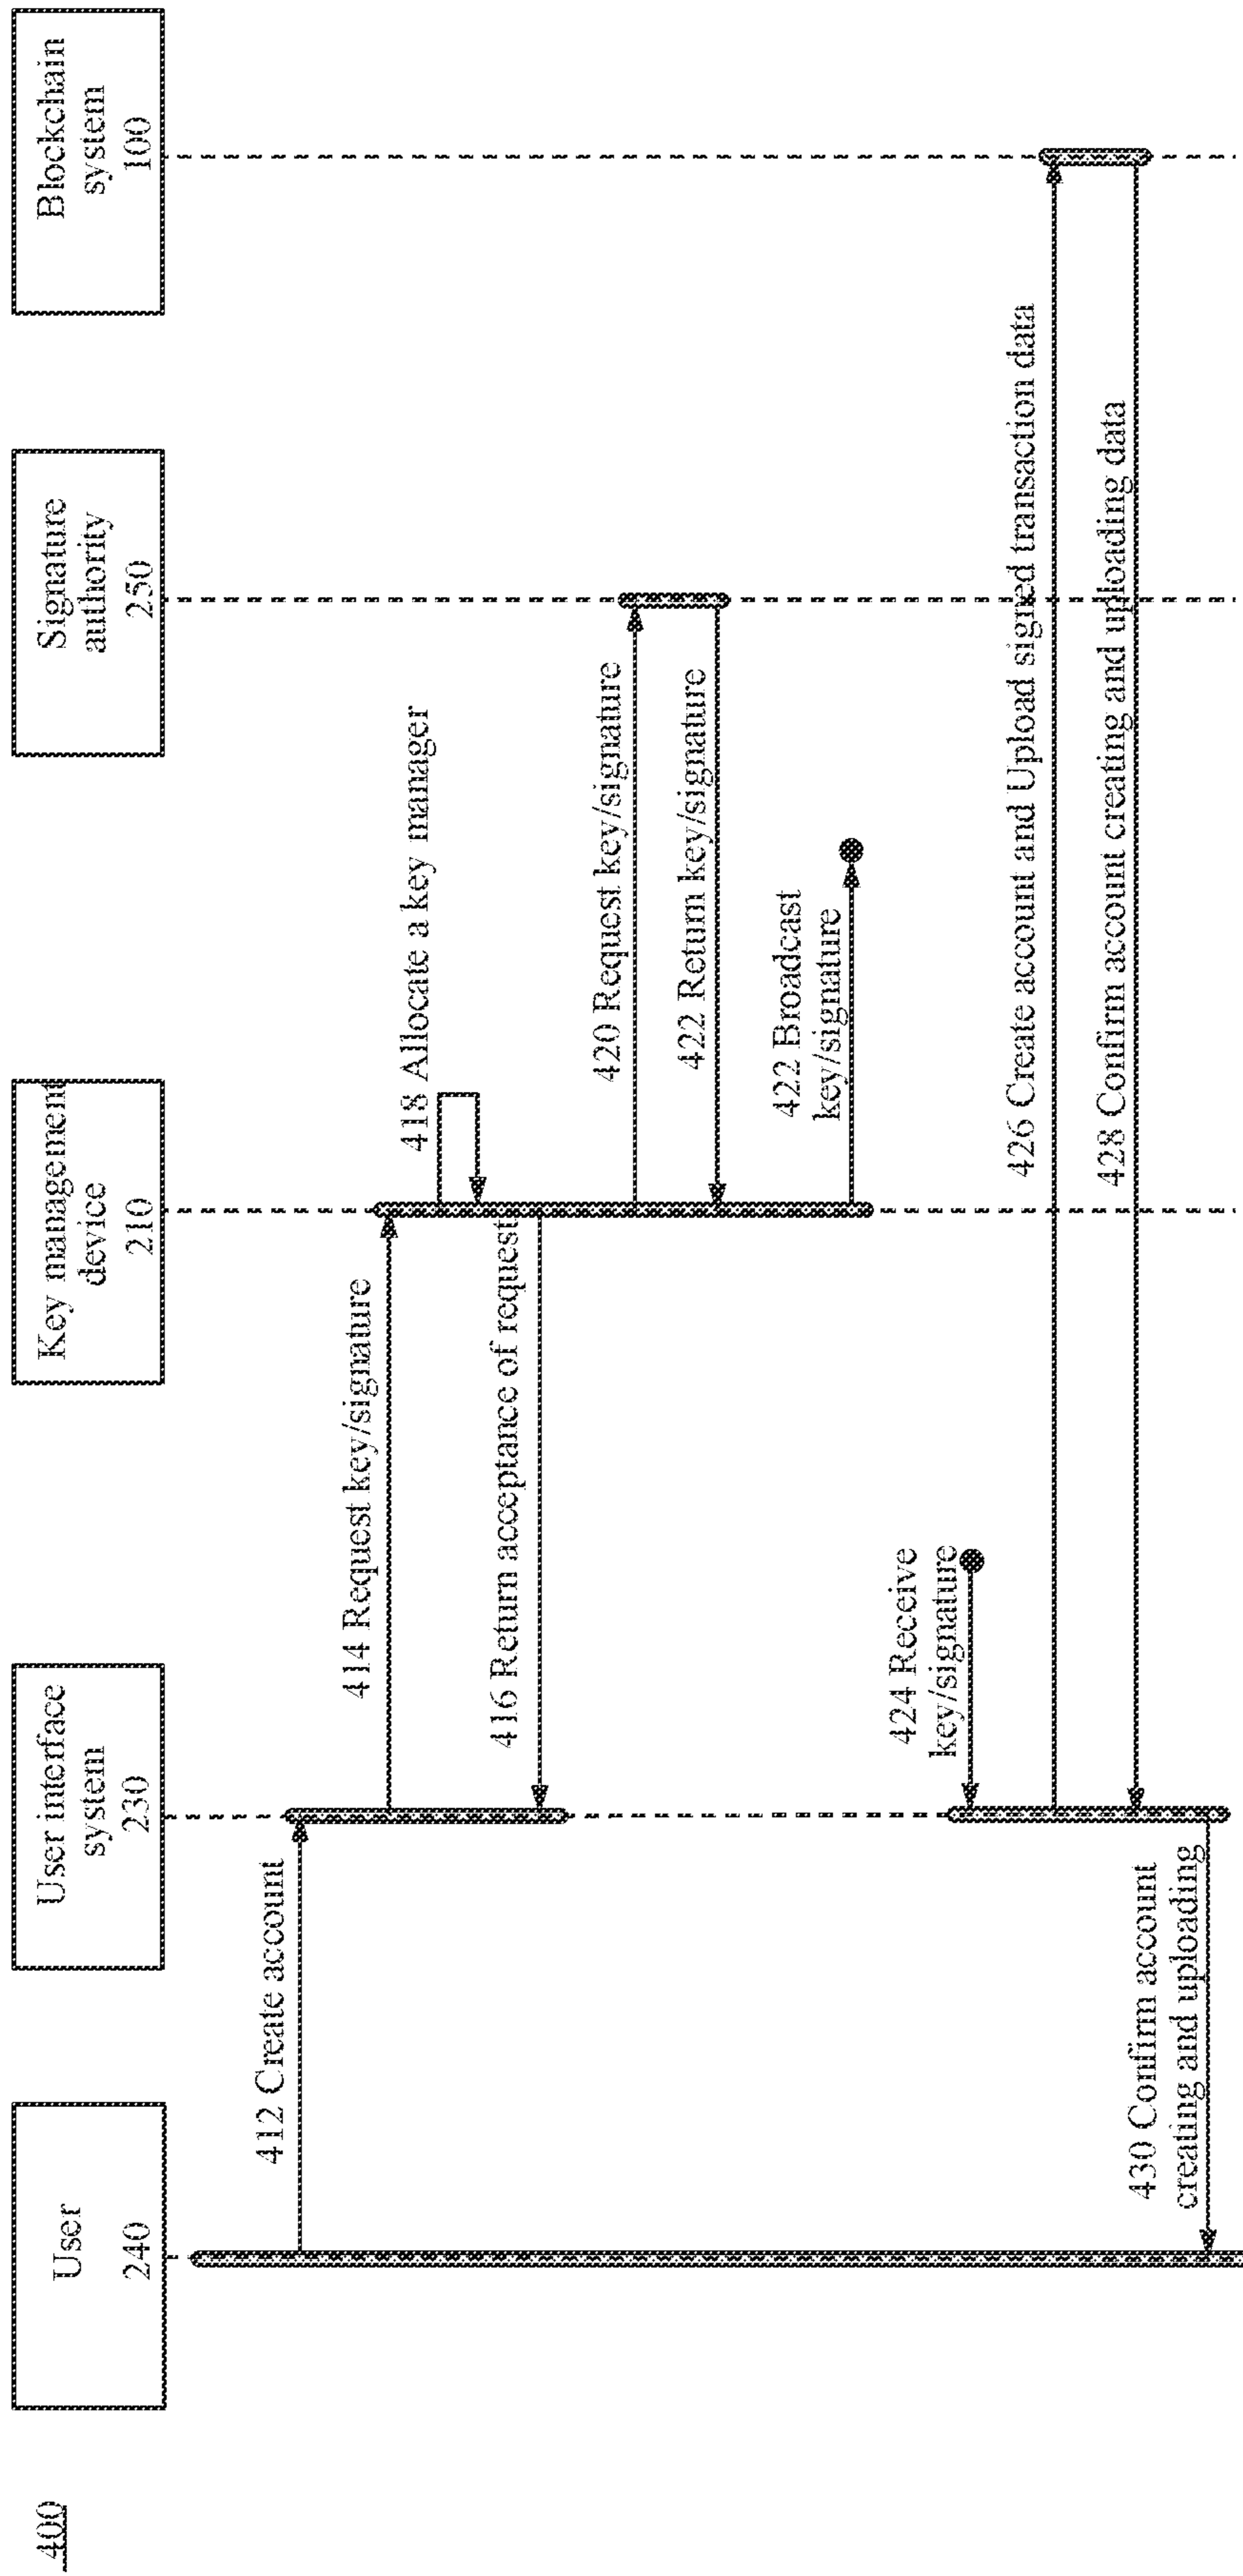 400
User
240
User interface
system
230
Key management
device
210
Signature
authority
250
Blockchain
system
100
412 Create account
414 Request key/signature
418 Allocate a key manager
416 Return acceptance of request
420 Request key/signature
422 Return key/signature
422 Broadcast
key/signature
424 Receive
key/signature
426 Create account and Upload signed transaction data
428 Confirm account creating and uploading data
430 Confirm account
creating and uploading